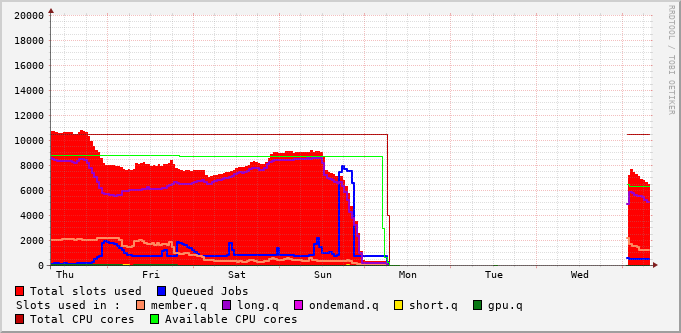 RRDTOOL / TOBI OETIKER
20000
18000
16000
14000
12000
10000
8000
6000
4000
2000
0
Thu Fri Sat Sun Mon Tue Wed
Total slots used Queued Jobs
Slots used in : member.q long.q ondemand.q short.q gpu.q
Total CPU cores Available CPU cores